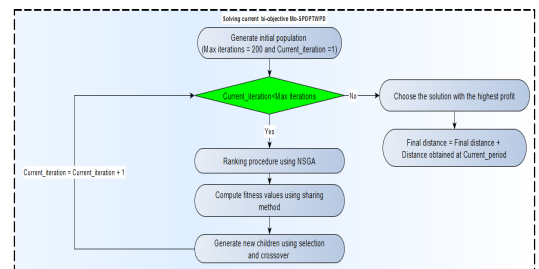 Solving current bi-objective Mo-SPDPTWPD
Generate initial population
(Max iterations = 200 and Current_iteration =1)
Current_iteration<Max iterations
No
Choose the solution with the highest profit
Yes
Final distance = Final distance +
Distance obtained at Current_period
Ranking procedure using NSGA
Current_iteration = Current_iteration + 1
Compute fitness values using sharing
method
Generate new children using selection
and crossover